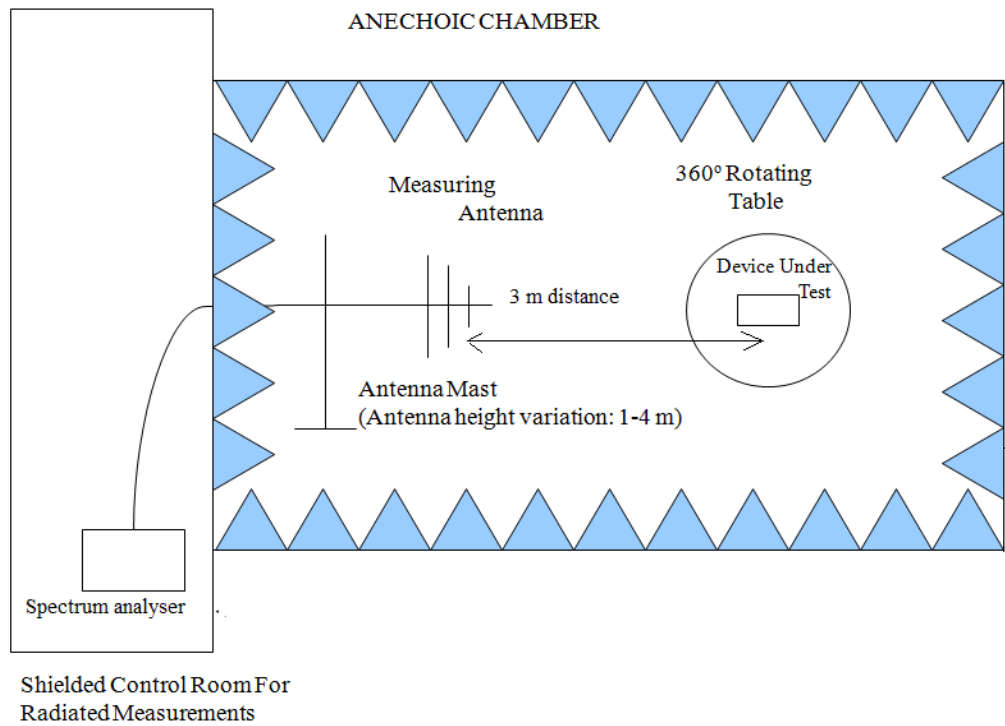 ANECHOIC CHAMBER
Measuring
Antenna
360º Rotating
Table
Device Under
Test
3 m distance
Antenna Mast
(Antenna height variation: 1-4 m)
Spectrum analyser
Shielded Control Room For
Radiated Measurements